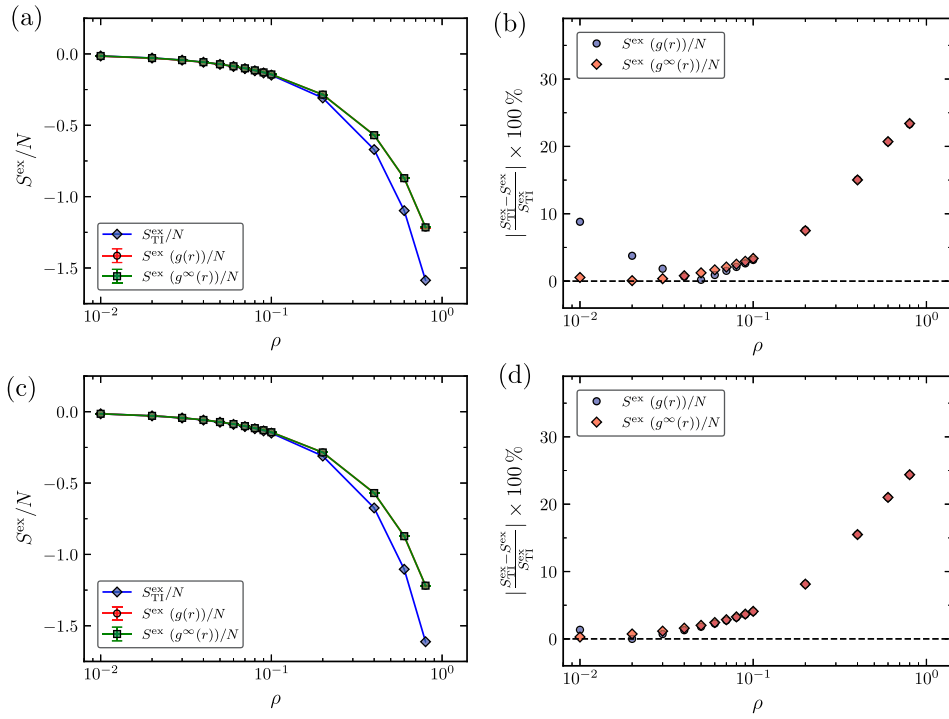 (a)
0.0
−0.5
−1.0
−1.5
S^ex/N
S^ex_TI/N
S^ex (g(r))/N
S^ex (g^∞(r))/N
10^−2
10^−1
10^0
ρ
(b)
30
20
10
0
|S^ex_TI−S^ex/S^ex_TI| × 100 %
S^ex (g(r))/N
S^ex (g^∞(r))/N
10^−2
10^−1
10^0
ρ
(c)
0.0
−0.5
−1.0
−1.5
S^ex/N
S^ex_TI/N
S^ex (g(r))/N
S^ex (g^∞(r))/N
10^−2
10^−1
10^0
ρ
(d)
30
20
10
0
|S^ex_TI−S^ex/S^ex_TI| × 100 %
S^ex (g(r))/N
S^ex (g^∞(r))/N
10^−2
10^−1
10^0
ρ